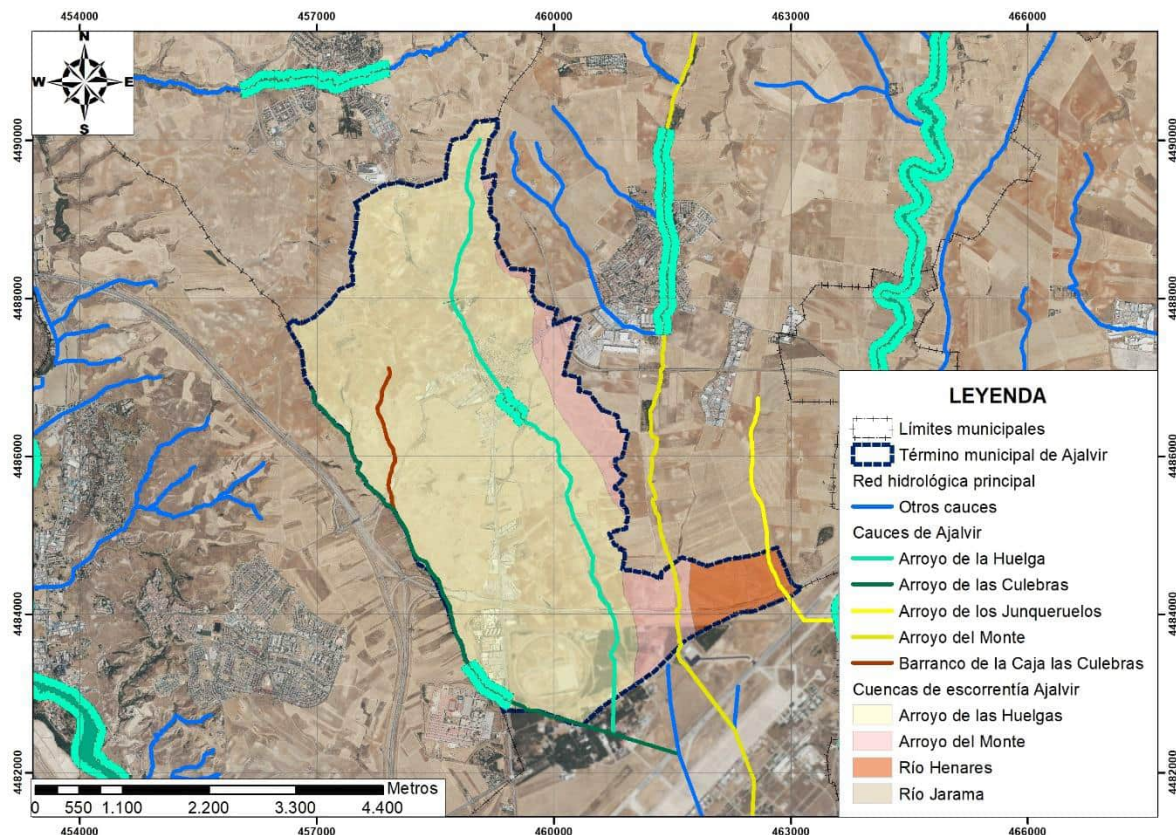 454000 457000 460000 463000 466000
N
W E
S
4490000 4490000
4488000 4488000
4486000 4486000
4484000 4484000
4482000 4482000
LEYENDA
Límites municipales
Término municipal de Ajalvir
Red hidrológica principal
Otros cauces
Cauces de Ajalvir
Arroyo de la Huelga
Arroyo de las Culebras
Arroyo de los Junqueruelos
Arroyo del Monte
Barranco de la Caja las Culebras
Cuencas de escorrentía Ajalvir
Arroyo de las Huelgas
Arroyo del Monte
Río Henares
Río Jarama
Metros
0 550 1.100 2.200 3.300 4.400
454000 457000 460000 463000 466000